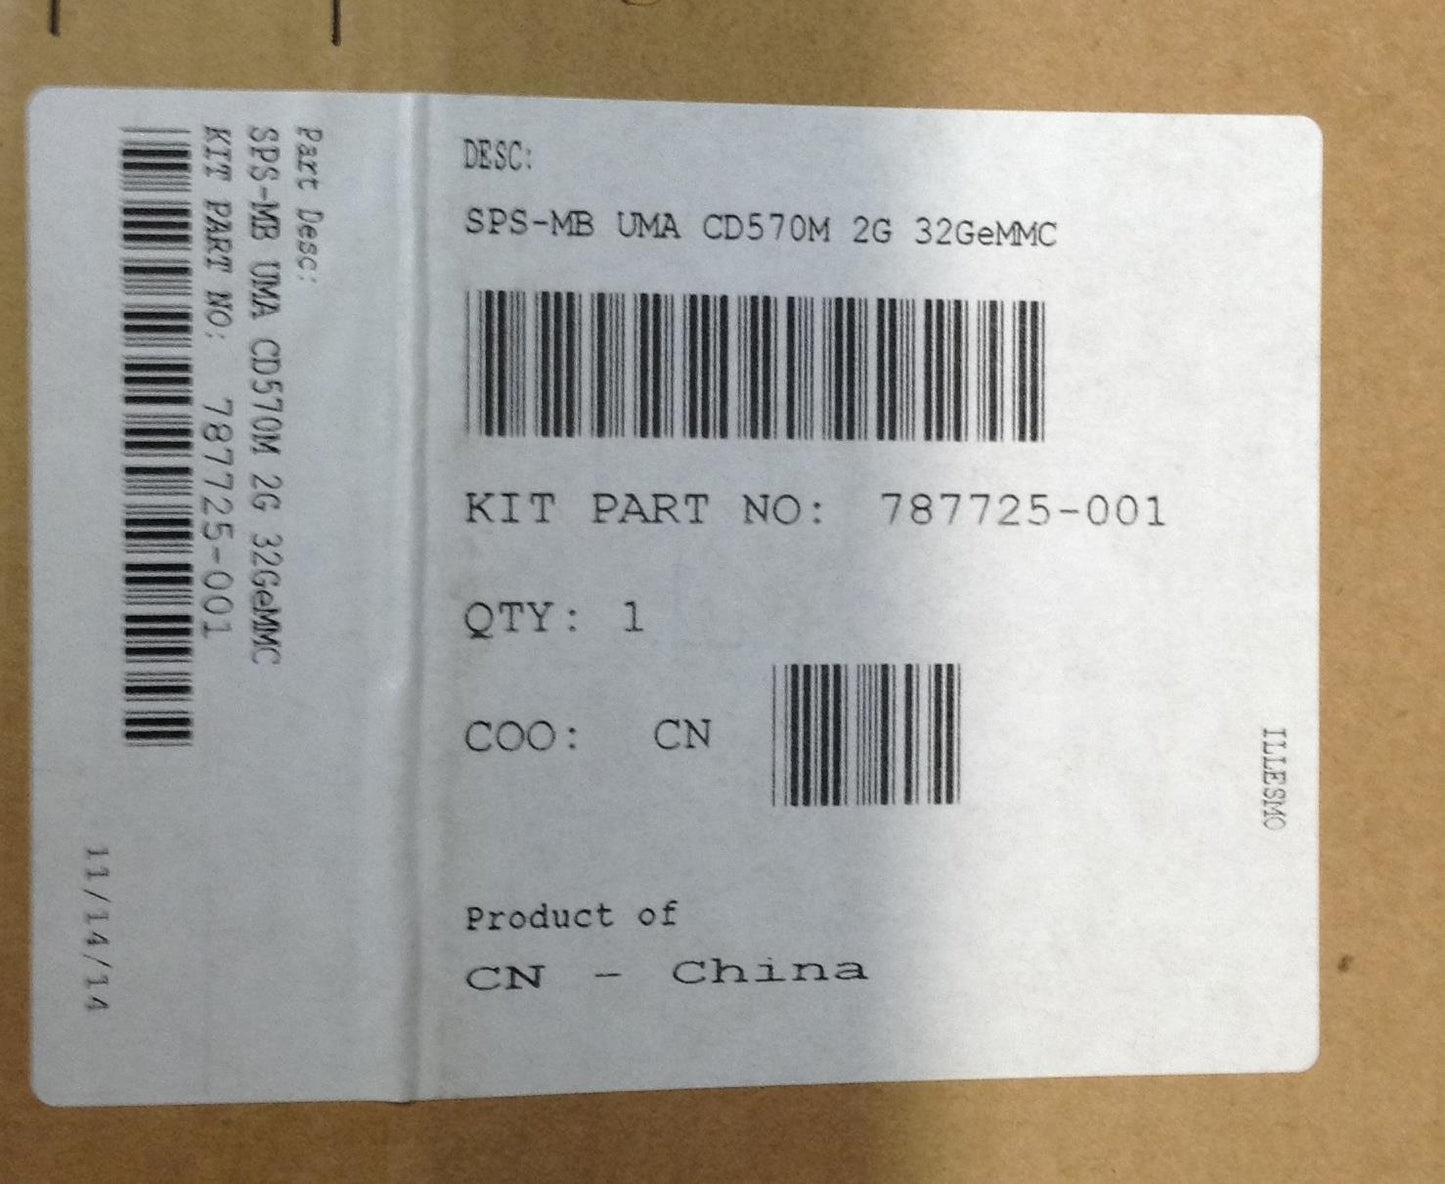 Part Desc:
SPS-MB UMA CD570M 2G 32GeMMC
KIT PART NO: 787725-001
11/14/14
DESC:
SPS-MB UMA CD570M 2G 32GeMMC
KIT PART NO: 787725-001
QTY: 1
COO: CN
Product of
CN - China
ILLESMO